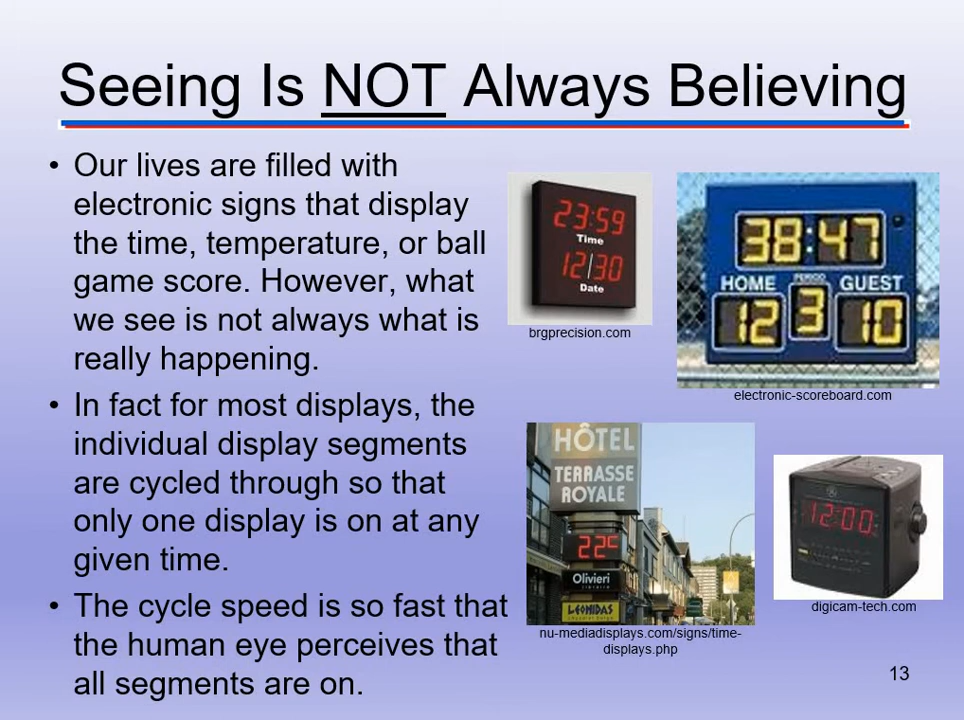 Seeing Is NOT Always Believing
• Our lives are filled with
electronic signs that display
the time, temperature, or ball
game score. However, what
we see is not always what is
really happening.
• In fact for most displays, the
individual display segments
are cycled through so that
only one display is on at any
given time.
• The cycle speed is so fast that
the human eye perceives that
all segments are on.
23:59
Time
12/30
Date
brgprecision.com
38:47
HOME PERIOD GUEST
12 3 10
electronic-scoreboard.com
HÔTEL
TERRASSE
ROYALE
22°
Olivieri
LEONIDAS
nu-mediadisplays.com/signs/time-
displays.php
12:00
digicam-tech.com
13